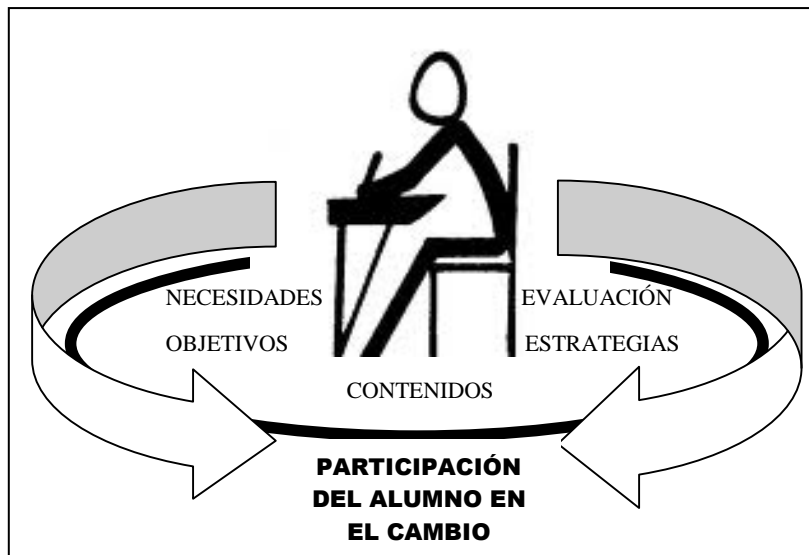 NECESIDADES
EVALUACIÓN
OBJETIVOS
ESTRATEGIAS
CONTENIDOS
PARTICIPACIÓN
DEL ALUMNO EN
EL CAMBIO